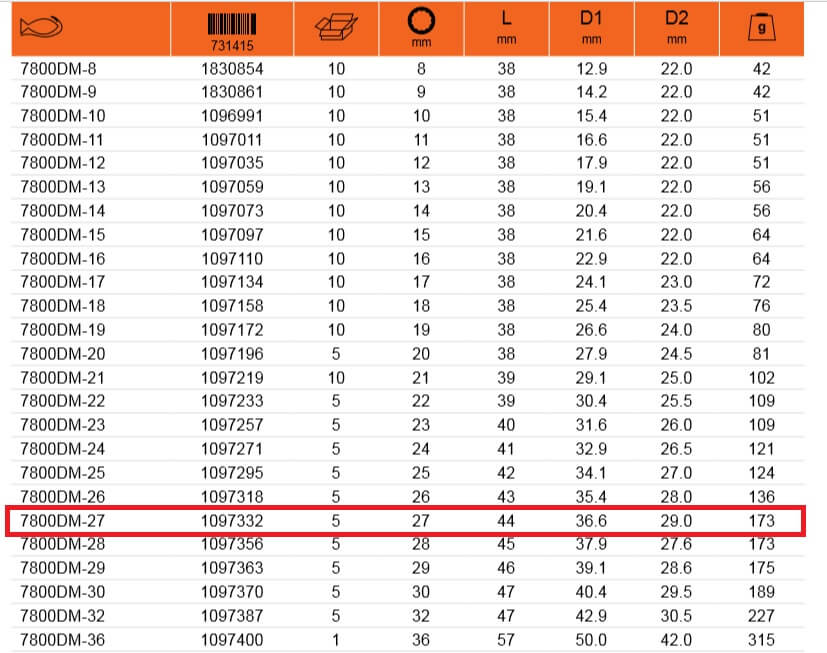 731415 mm L mm D1 mm D2 mm g
7800DM-8 1830854 10 8 38 12.9 22.0 42
7800DM-9 1830861 10 9 38 14.2 22.0 42
7800DM-10 1096991 10 10 38 15.4 22.0 51
7800DM-11 1097011 10 11 38 16.6 22.0 51
7800DM-12 1097035 10 12 38 17.9 22.0 51
7800DM-13 1097059 10 13 38 19.1 22.0 56
7800DM-14 1097073 10 14 38 20.4 22.0 56
7800DM-15 1097097 10 15 38 21.6 22.0 64
7800DM-16 1097110 10 16 38 22.9 22.0 64
7800DM-17 1097134 10 17 38 24.1 23.0 72
7800DM-18 1097158 10 18 38 25.4 23.5 76
7800DM-19 1097172 10 19 38 26.6 24.0 80
7800DM-20 1097196 5 20 38 27.9 24.5 81
7800DM-21 1097219 10 21 39 29.1 25.0 102
7800DM-22 1097233 5 22 39 30.4 25.5 109
7800DM-23 1097257 5 23 40 31.6 26.0 109
7800DM-24 1097271 5 24 41 32.9 26.5 121
7800DM-25 1097295 5 25 42 34.1 27.0 124
7800DM-26 1097318 5 26 43 35.4 28.0 136
7800DM-27 1097332 5 27 44 36.6 29.0 173
7800DM-28 1097356 5 28 45 37.9 27.6 173
7800DM-29 1097363 5 29 46 39.1 28.6 175
7800DM-30 1097370 5 30 47 40.4 29.5 189
7800DM-32 1097387 5 32 47 42.9 30.5 227
7800DM-36 1097400 1 36 57 50.0 42.0 315